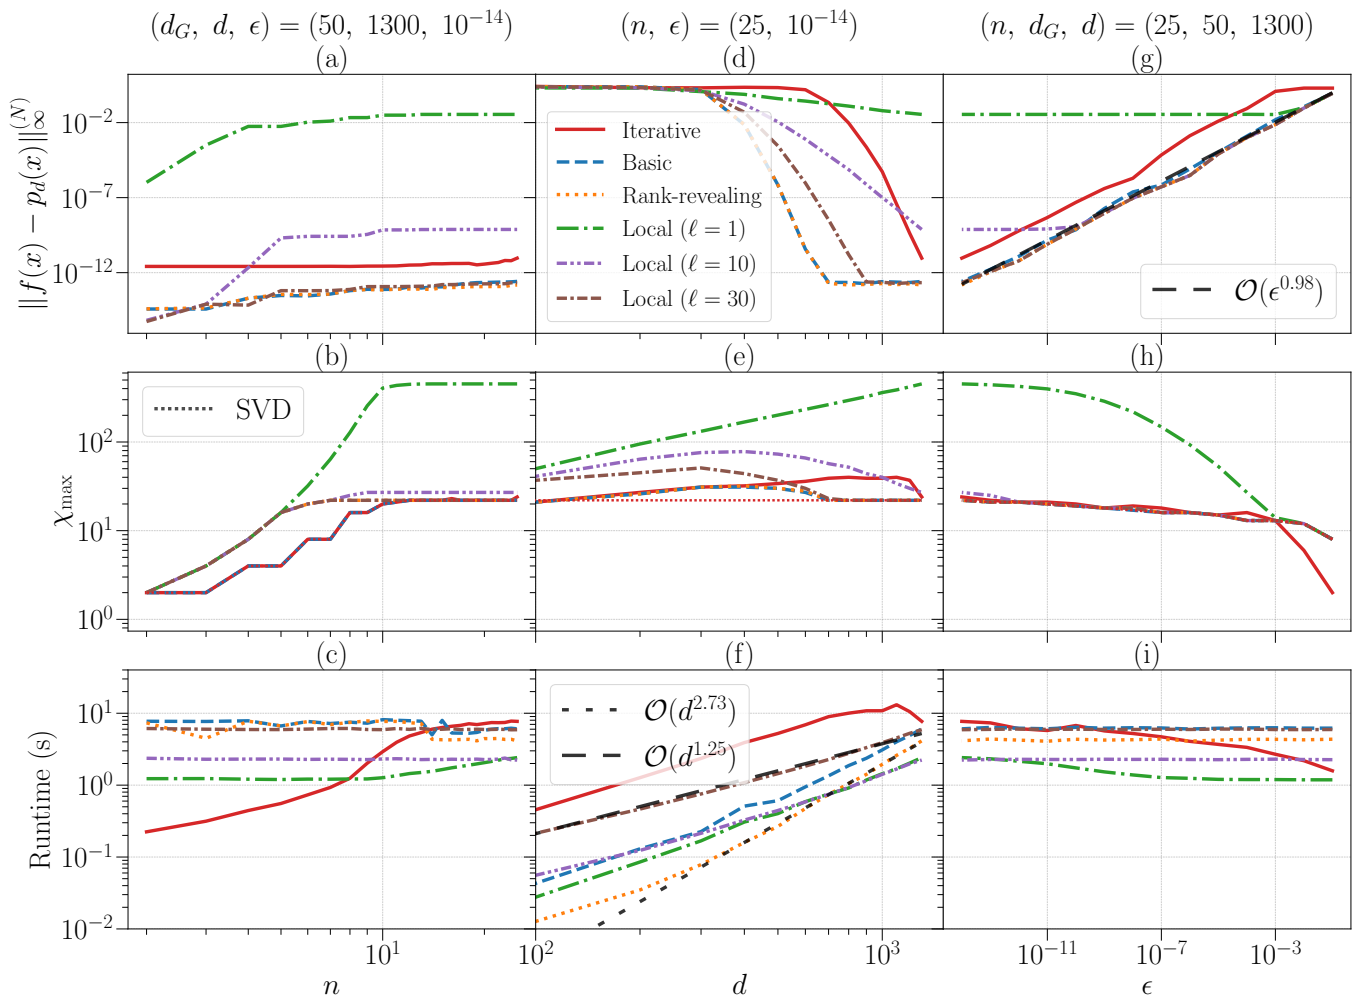 (d_G, d, ϵ) = (50, 1300, 10^{-14})
(n, ϵ) = (25, 10^{-14})
(n, d_G, d) = (25, 50, 1300)
(a)
(d)
(g)
‖f(x) − p_d(x)‖_∞^{(N)}
10^{-2}
10^{-7}
10^{-12}
Iterative
Basic
Rank-revealing
Local (ℓ = 1)
Local (ℓ = 10)
Local (ℓ = 30)
O(ϵ^{0.98})
(b)
(e)
(h)
χ_max
10^2
10^1
10^0
SVD
(c)
(f)
(i)
Runtime (s)
10^1
10^0
10^{-1}
10^{-2}
O(d^{2.73})
O(d^{1.25})
10^1
10^2
10^3
10^{-11}
10^{-7}
10^{-3}
n
d
ϵ